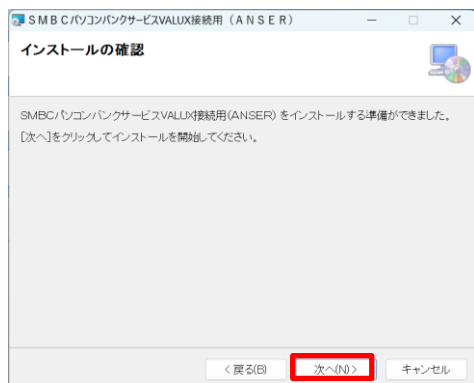 ＳＭＢＣパソコンバンクサービスVALUX接続用（ＡＮＳＥＲ）
インストールの確認
SMBCパソコンバンクサービスVALUX接続用(ANSER) をインストールする準備ができました。
[次へ]をクリックしてインストールを開始してください。
< 戻る(B)
次へ(N) >
キャンセル